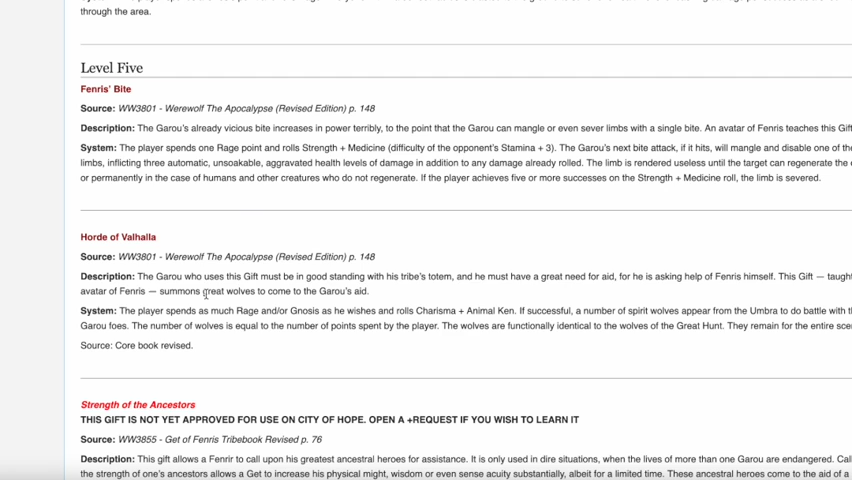 through the area.
Level Five
Fenris' Bite
Source: WW3801 - Werewolf The Apocalypse (Revised Edition) p. 148
Description: The Garou's already vicious bite increases in power terribly, to the point that the Garou can mangle or even sever limbs with a single bite. An avatar of Fenris teaches this Gift
System: The player spends one Rage point and rolls Strength + Medicine (difficulty of the opponent's Stamina + 3). The Garou's next bite attack, if it hits, will mangle and disable one of the
limbs, inflicting three automatic, unsoakable, aggravated health levels of damage in addition to any damage already rolled. The limb is rendered useless until the target can regenerate the
or permanently in the case of humans and other creatures who do not regenerate. If the player achieves five or more successes on the Strength + Medicine roll, the limb is severed.
Horde of Valhalla
Source: WW3801 - Werewolf The Apocalypse (Revised Edition) p. 148
Description: The Garou who uses this Gift must be in good standing with his tribe's totem, and he must have a great need for aid, for he is asking help of Fenris himself. This Gift — taught
avatar of Fenris — summons great wolves to come to the Garou's aid.
System: The player spends as much Rage and/or Gnosis as he wishes and rolls Charisma + Animal Ken. If successful, a number of spirit wolves appear from the Umbra to do battle with
Garou foes. The number of wolves is equal to the number of points spent by the player. The wolves are functionally identical to the wolves of the Great Hunt. They remain for the entire
Source: Core book revised.
Strength of the Ancestors
THIS GIFT IS NOT YET APPROVED FOR USE ON CITY OF HOPE. OPEN A +REQUEST IF YOU WISH TO LEARN IT
Source: WW3855 - Get of Fenris Tribebook Revised p. 76
Description: This gift allows a Fenrir to call upon his greatest ancestral heroes for assistance. It is only used in dire situations, when the lives of more than one Garou are endangered.
the strength of one's ancestors allows a Get to increase his physical might, wisdom or even sense acuity substantially, albeit for a limited time. These ancestral heroes come to the aid of a